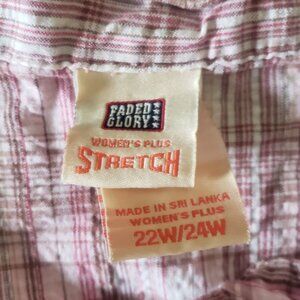 FADED
GLORY
WOMEN'S PLUS
STRETCH
MADE IN SRI LANKA
WOMEN'S PLUS
22W/24W